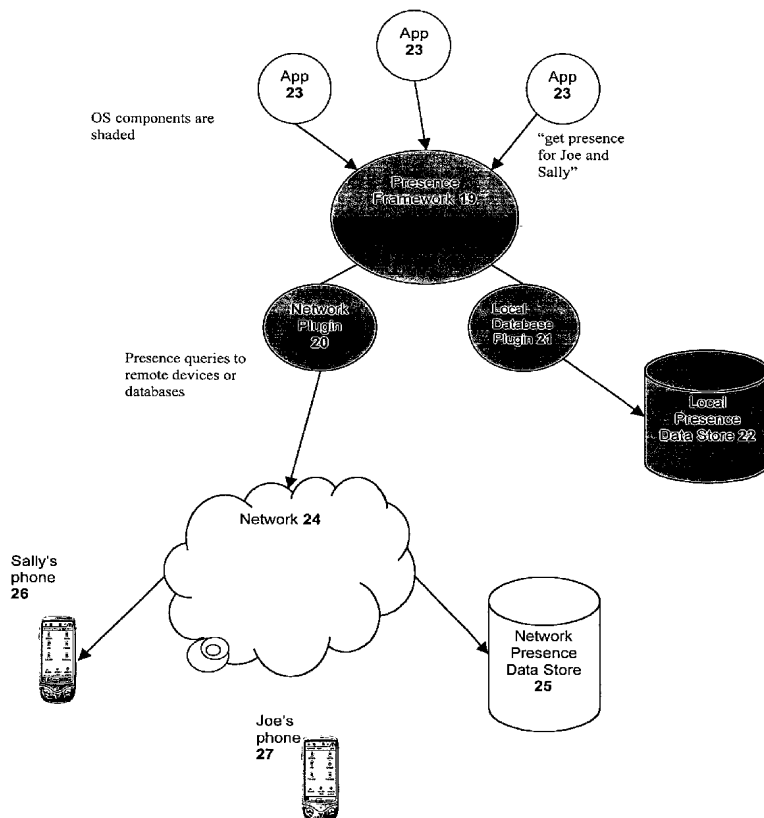 App
23
App
23
App
23
OS components are
shaded
“get presence
for Joe and
Sally”
Presence
Framework 19
Network
Plugin
20
Local
Database
Plugin 21
Presence queries to
remote devices or
databases
Local
Presence
Data Store 22
Network 24
Sally's
phone
26
Network
Presence
Data Store
25
Joe's
phone
27